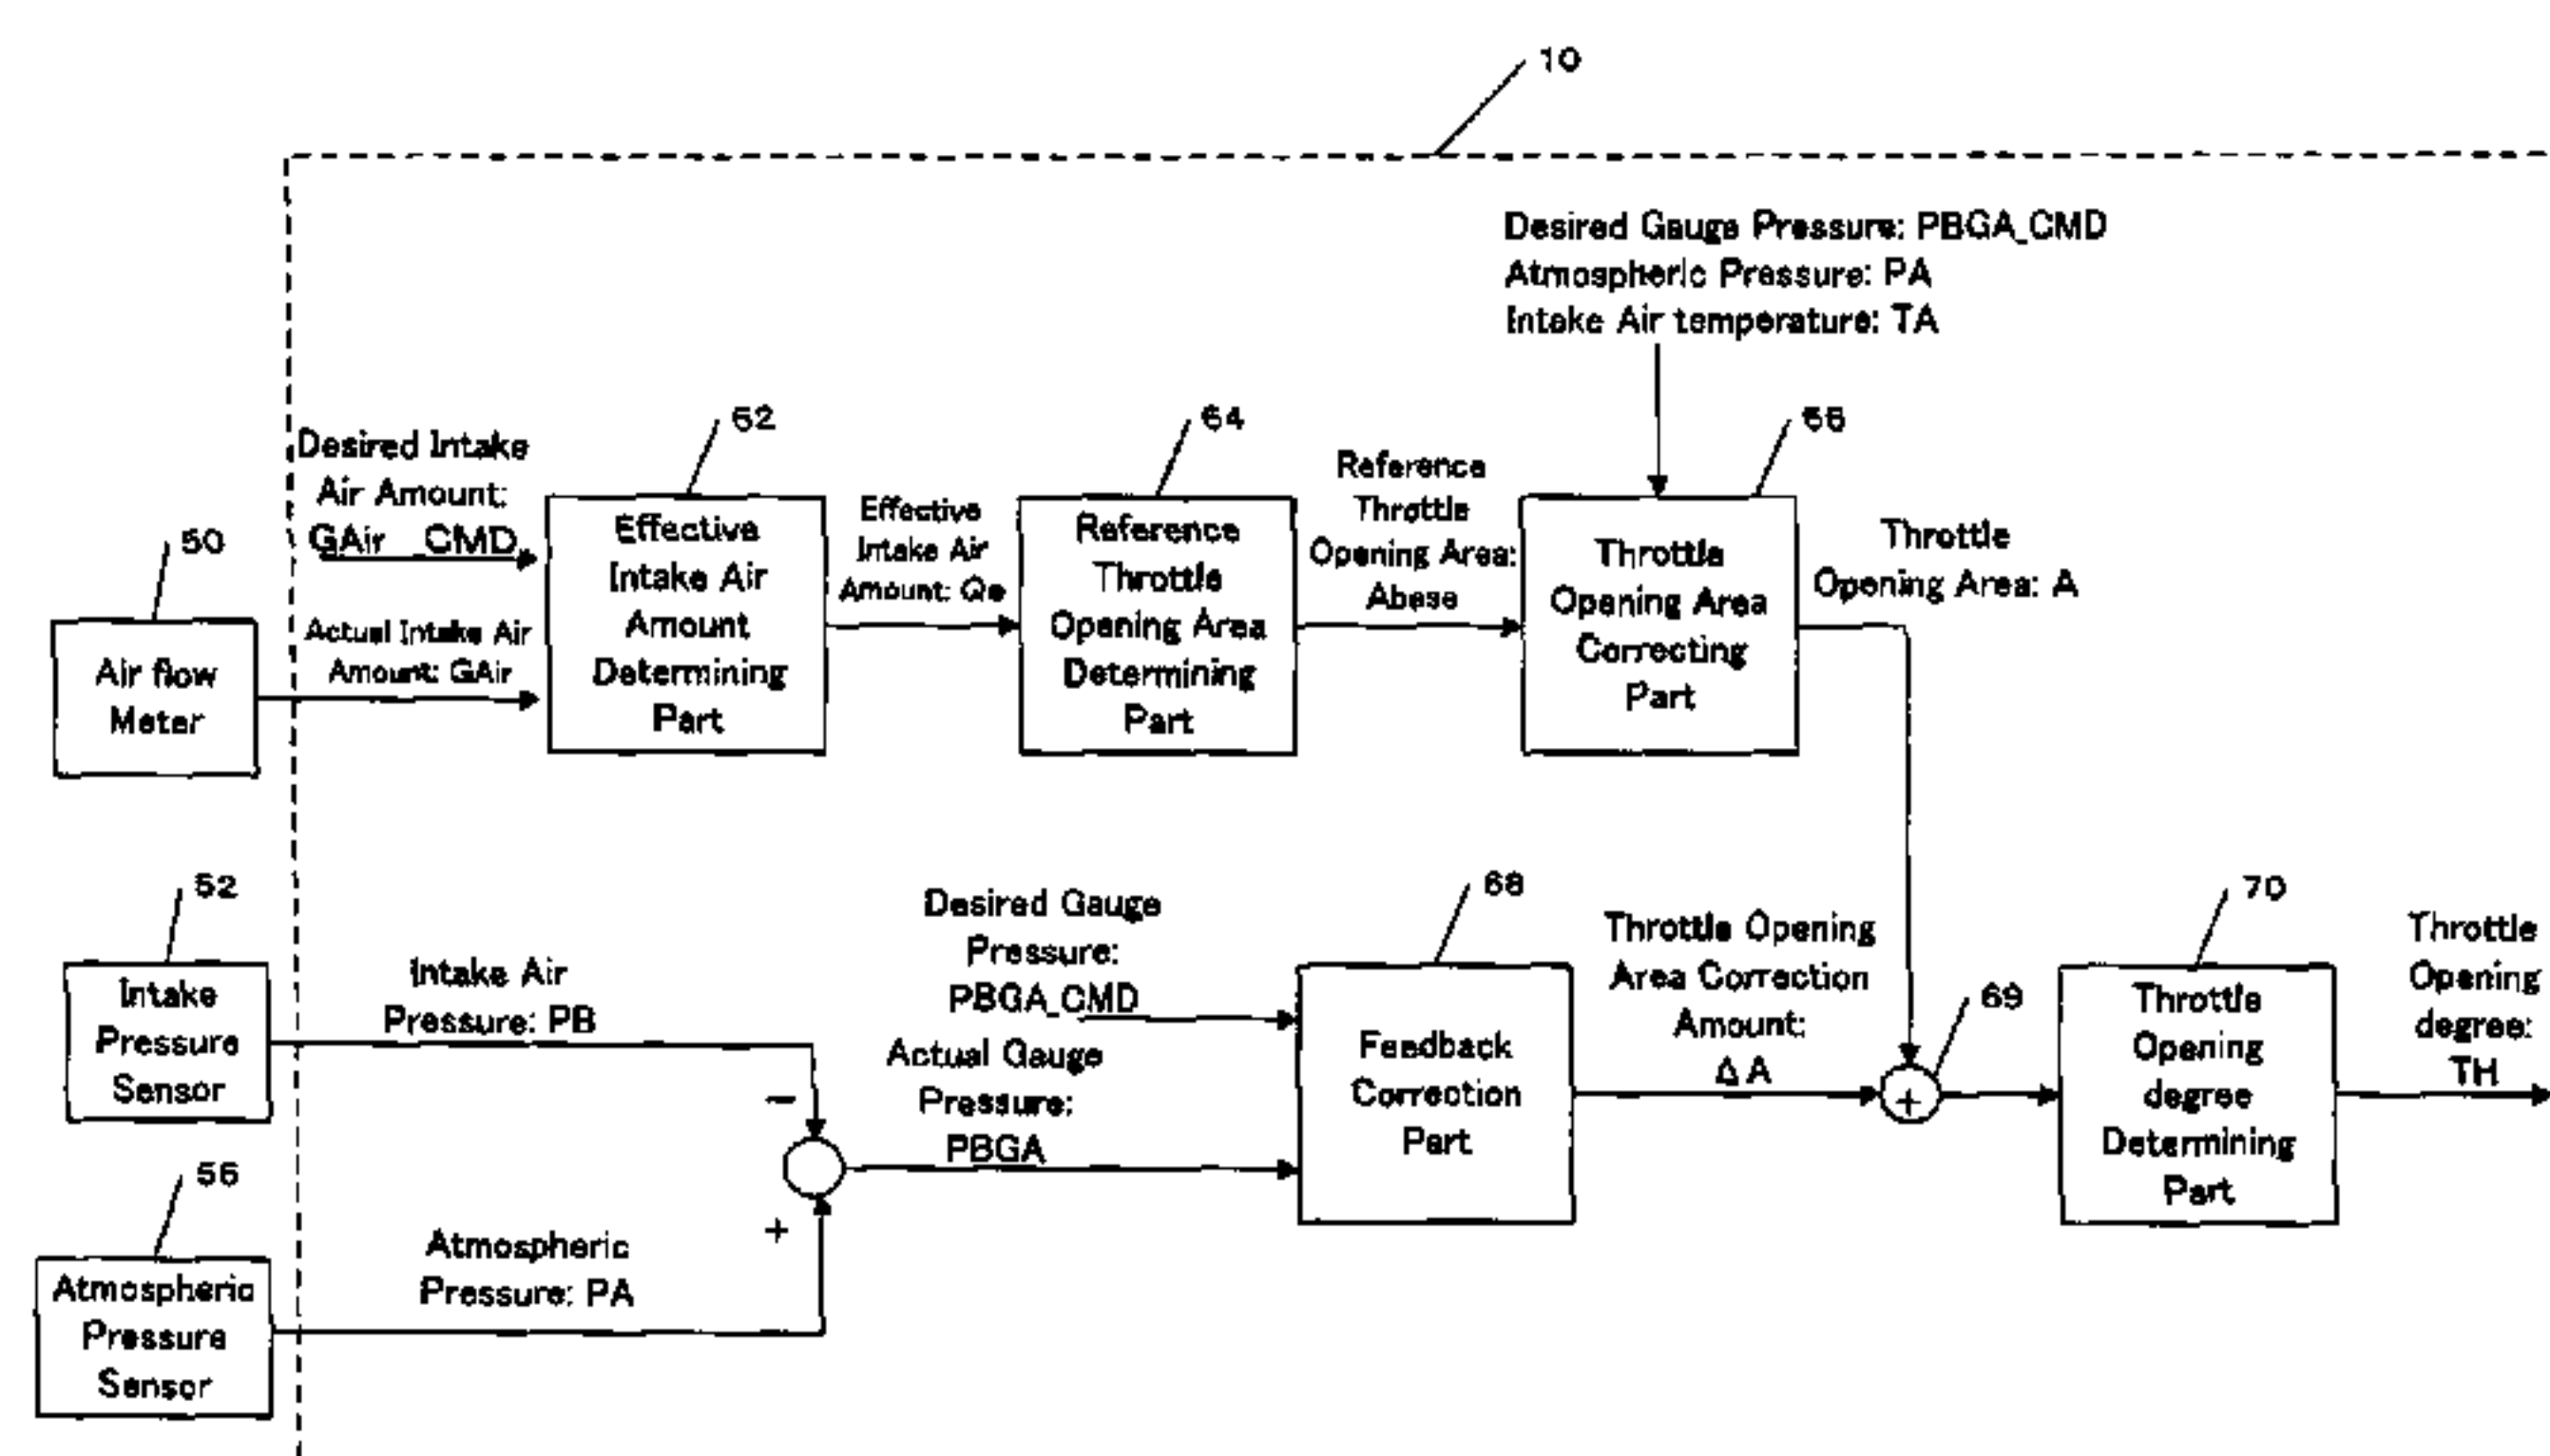 10
Desired Gauge Pressure: PBGA_CMD
Atmospheric Pressure: PA
Intake Air temperature: TA
62
64
66
Desired Intake
Air Amount:
GAir_CMD
50
Air flow
Meter
Actual Intake Air
Amount: GAir
Effective
Intake Air
Amount
Determining
Part
Effective
Intake Air
Amount: Qe
Reference
Throttle
Opening Area
Determining
Part
Reference
Throttle
Opening Area:
Abase
Throttle
Opening Area
Correcting
Part
Throttle
Opening Area: A
52
Intake
Pressure
Sensor
Intake Air
Pressure: PB
−
56
Atmospheric
Pressure
Sensor
Atmospheric
Pressure: PA
+
Desired Gauge
Pressure:
PBGA_CMD
Actual Gauge
Pressure:
PBGA
68
Feedback
Correction
Part
Throttle Opening
Area Correction
Amount:
ΔA
69
+
70
Throttle
Opening
degree
Determining
Part
Throttle
Opening
degree:
TH